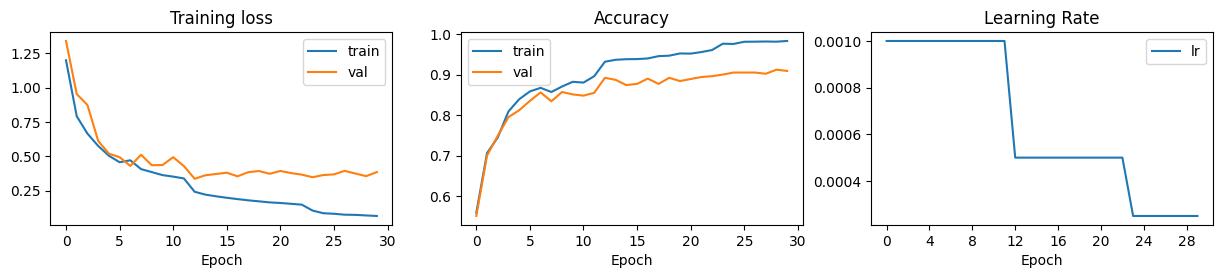 Training loss
train
val
1.25
1.00
0.75
0.50
0.25
0 5 10 15 20 25 30
Epoch
Accuracy
train
val
1.0
0.9
0.8
0.7
0.6
0 5 10 15 20 25 30
Epoch
Learning Rate
lr
0.0010
0.0008
0.0006
0.0004
0 4 8 12 16 20 24 28
Epoch